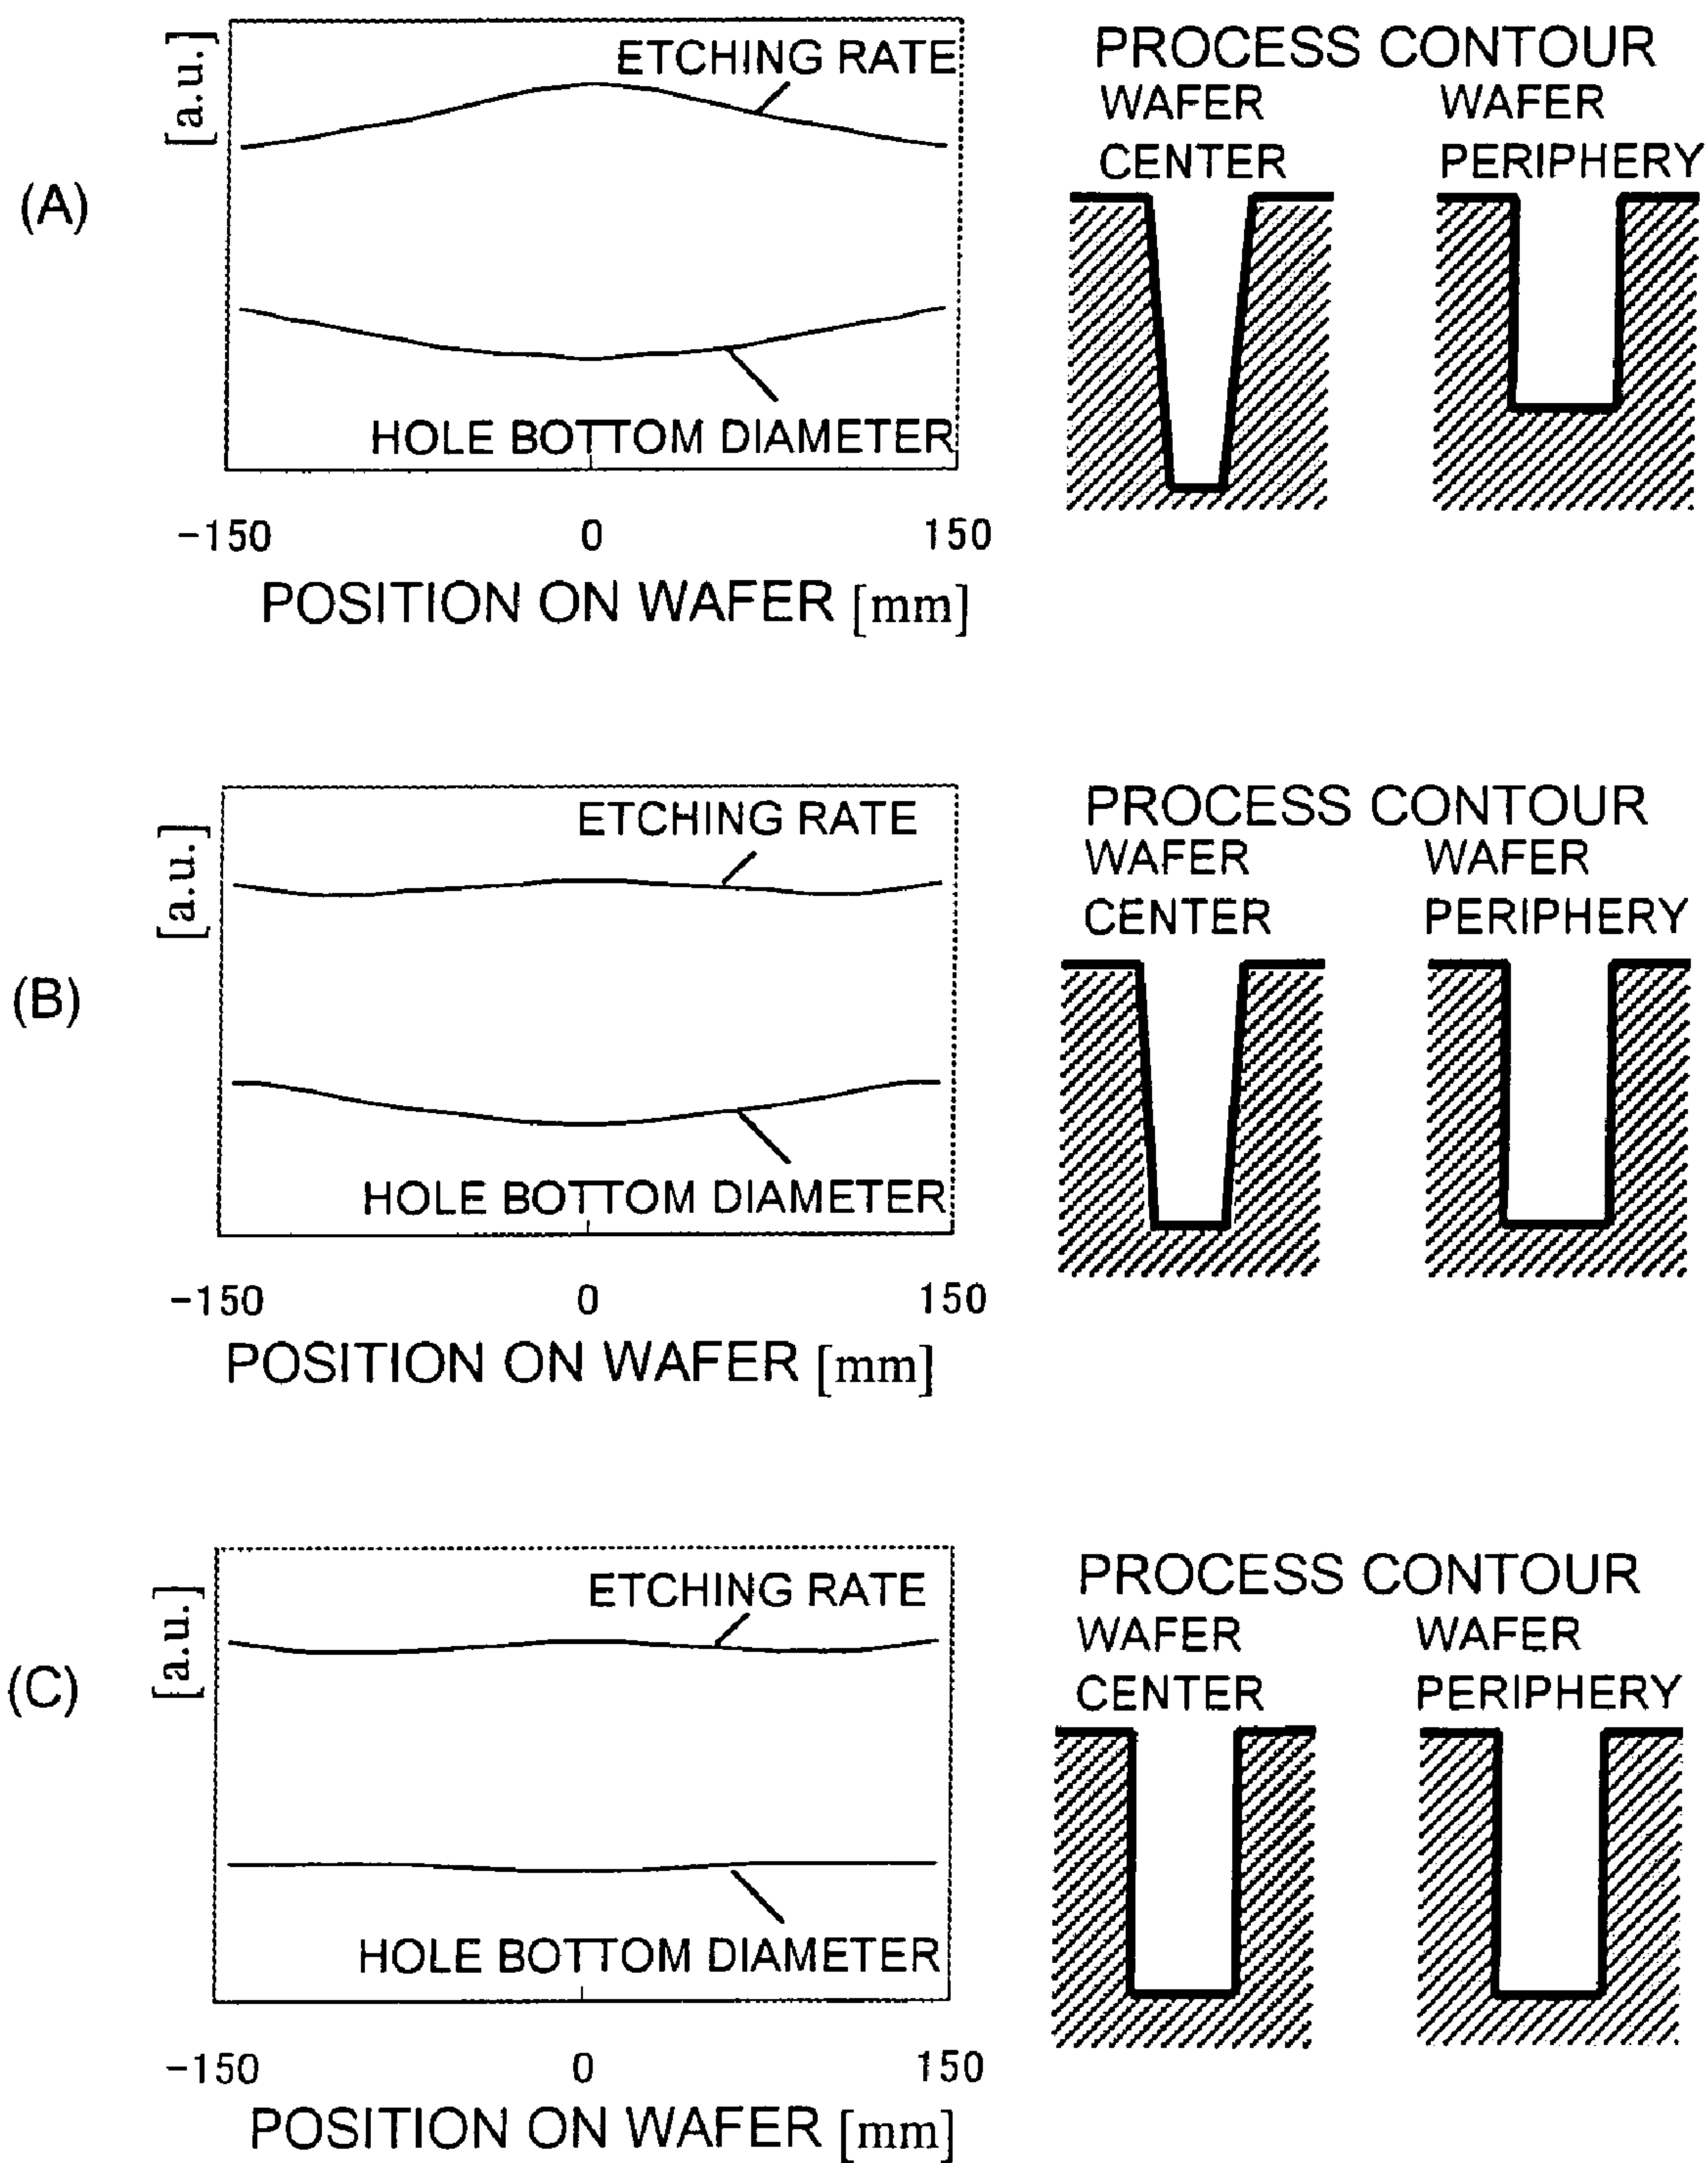 (A)
[a.u.]
ETCHING RATE
HOLE BOTTOM DIAMETER
-150 0 150
POSITION ON WAFER [mm]
PROCESS CONTOUR
WAFER WAFER
CENTER PERIPHERY
(B)
[a.u.]
ETCHING RATE
HOLE BOTTOM DIAMETER
-150 0 150
POSITION ON WAFER [mm]
PROCESS CONTOUR
WAFER WAFER
CENTER PERIPHERY
(C)
[a.u.]
ETCHING RATE
HOLE BOTTOM DIAMETER
-150 0 150
POSITION ON WAFER [mm]
PROCESS CONTOUR
WAFER WAFER
CENTER PERIPHERY